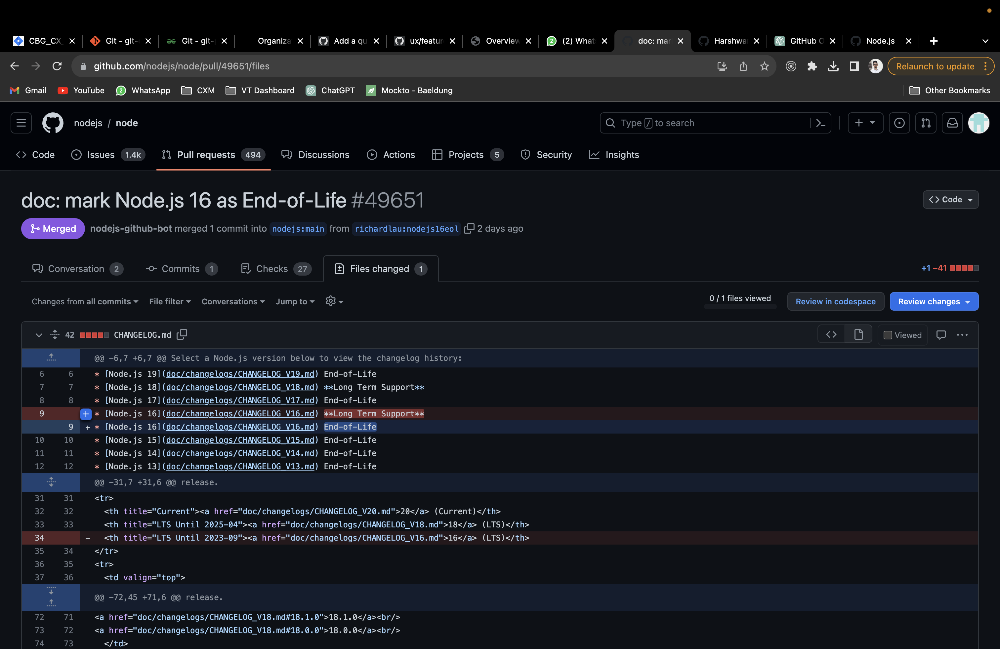 CBG_CX_ Git - git- Git - git- Organiza Add a qu ux/featur Overview (2) What doc: mar Harshwa GitHub C Node.js
github.com/nodejs/node/pull/49651/files Relaunch to update
Gmail YouTube 2 WhatsApp CXM VT Dashboard ChatGPT Mockto - Baeldung Other Bookmarks
nodejs / node Type / to search
Code Issues 1.4k Pull requests 494 Discussions Actions Projects 5 Security Insights
doc: mark Node.js 16 as End-of-Life #49651 <> Code
Merged nodejs-github-bot merged 1 commit into nodejs:main from richardlau:nodejs16eol 2 days ago
Conversation 2 Commits 1 Checks 27 Files changed 1 +1 −41
Changes from all commits File filter Conversations Jump to 0 / 1 files viewed Review in codespace Review changes
42 CHANGELOG.md Viewed
@@ -6,7 +6,7 @@ Select a Node.js version below to view the changelog history:
6 6 * [Node.js 19](doc/changelogs/CHANGELOG_V19.md) End-of-Life
7 7 * [Node.js 18](doc/changelogs/CHANGELOG_V18.md) **Long Term Support**
8 8 * [Node.js 17](doc/changelogs/CHANGELOG_V17.md) End-of-Life
9 + * [Node.js 16](doc/changelogs/CHANGELOG_V16.md) **Long Term Support**
9 + * [Node.js 16](doc/changelogs/CHANGELOG_V16.md) End-of-Life
10 10 * [Node.js 15](doc/changelogs/CHANGELOG_V15.md) End-of-Life
11 11 * [Node.js 14](doc/changelogs/CHANGELOG_V14.md) End-of-Life
12 12 * [Node.js 13](doc/changelogs/CHANGELOG_V13.md) End-of-Life
@@ -31,7 +31,6 @@ release.
31 31 <tr>
32 32 <th title="Current"><a href="doc/changelogs/CHANGELOG_V20.md">20</a> (Current)</th>
33 33 <th title="LTS Until 2025-04"><a href="doc/changelogs/CHANGELOG_V18.md">18</a> (LTS)</th>
34 - <th title="LTS Until 2023-09"><a href="doc/changelogs/CHANGELOG_V16.md">16</a> (LTS)</th>
35 34 </tr>
36 35 <tr>
37 36 <td valign="top">
@@ -72,45 +71,6 @@ release.
72 71 <a href="doc/changelogs/CHANGELOG_V18.md#18.1.0">18.1.0</a><br/>
73 72 <a href="doc/changelogs/CHANGELOG_V18.md#18.0.0">18.0.0</a><br/>
74 73 </td>